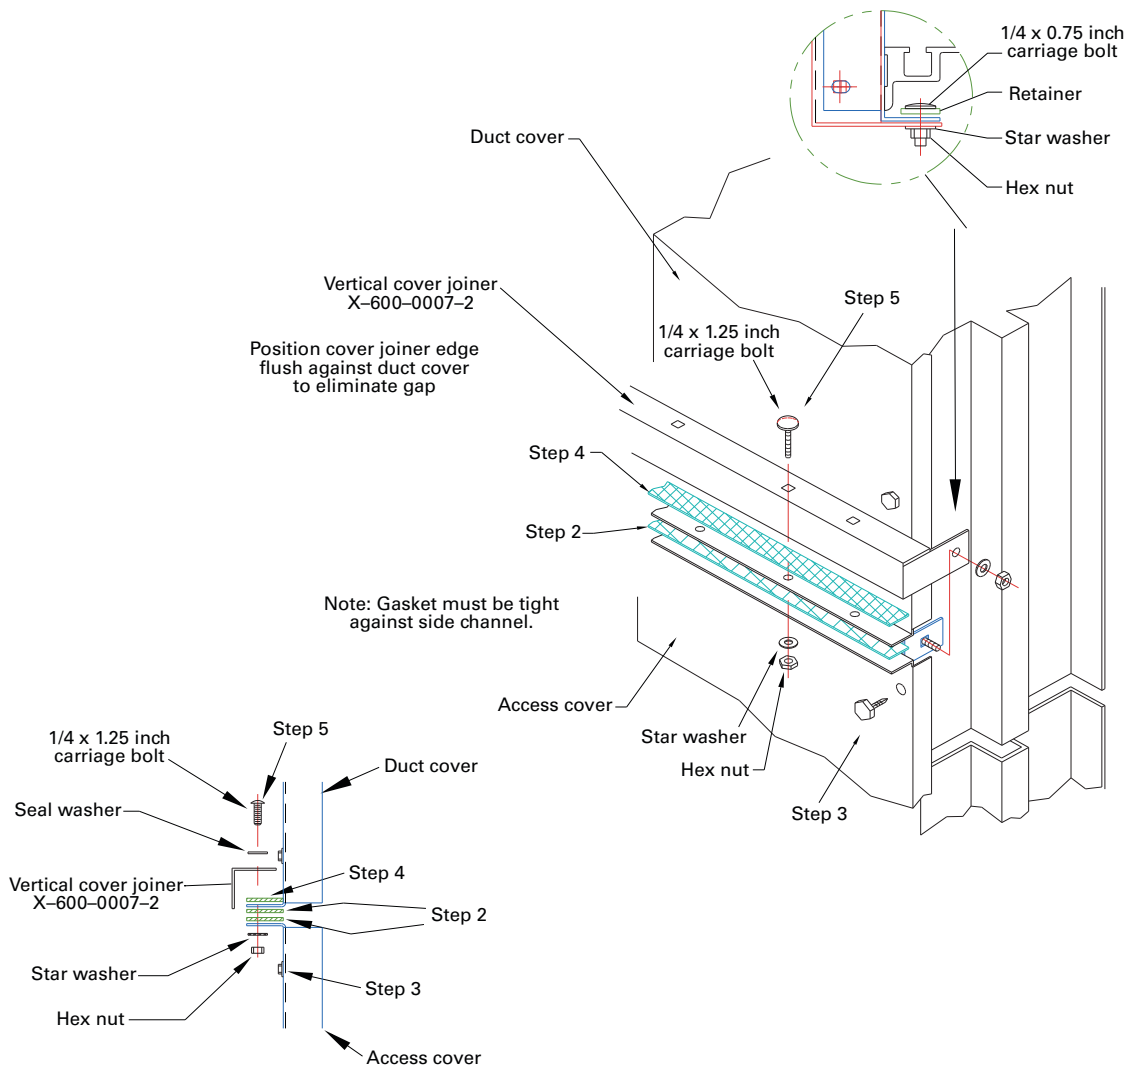 1/4 x 0.75 inch
carriage bolt
Retainer
Star washer
Hex nut
Duct cover
Vertical cover joiner
X–600–0007–2
Position cover joiner edge
flush against duct cover
to eliminate gap
Step 5
1/4 x 1.25 inch
carriage bolt
Step 4
Step 2
Note: Gasket must be tight
against side channel.
Access cover
Star washer
Hex nut
Step 3
Step 5
1/4 x 1.25 inch
carriage bolt
Duct cover
Seal washer
Step 4
Vertical cover joiner
X–600–0007–2
Step 2
Star washer
Step 3
Hex nut
Access cover